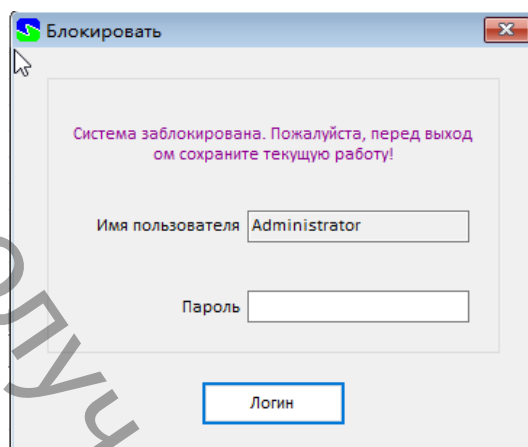 Блокировать
Система заблокирована. Пожалуйста, перед выход
ом сохраните текущую работу!
Имя пользователя Administrator
Пароль
Логин